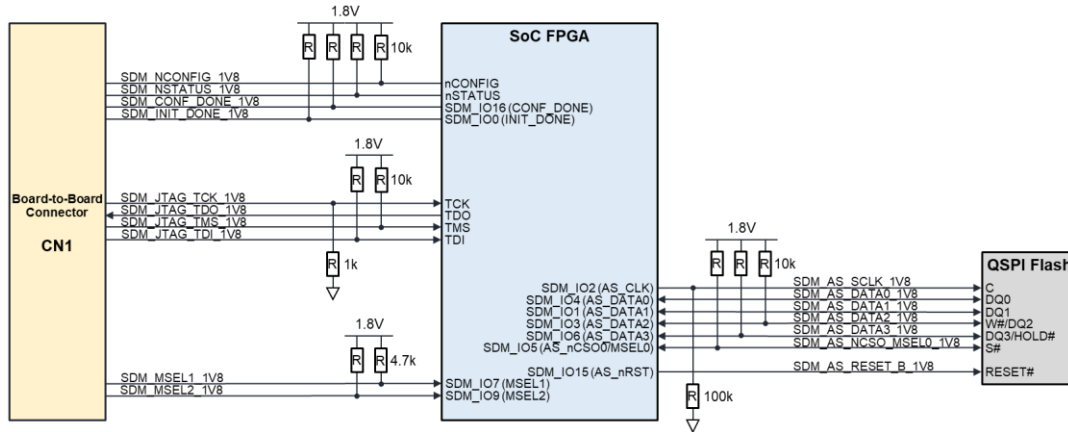 1.8V
SoC FPGA
R R R R 10k
SDM_NCONFIG_1V8
nCONFIG
SDM_NSTATUS_1V8
nSTATUS
SDM_CONF_DONE_1V8
SDM_IO16(CONF_DONE)
SDM_INIT_DONE_1V8
SDM_IO0(INIT_DONE)
1.8V
R R 10k
Board-to-Board
Connector
CN1
SDM_JTAG_TCK_1V8
TCK
SDM_JTAG_TDO_1V8
TDO
SDM_JTAG_TMS_1V8
TMS
SDM_JTAG_TDI_1V8
TDI
R 1k
1.8V
R R R 10k
QSPI Flash
SDM_IO2(AS_CLK)
SDM_AS_SCLK_1V8
C
SDM_IO4(AS_DATA0)
SDM_AS_DATA0_1V8
DQ0
SDM_IO1(AS_DATA1)
SDM_AS_DATA1_1V8
DQ1
SDM_IO3(AS_DATA2)
SDM_AS_DATA2_1V8
W#/DQ2
SDM_IO6(AS_DATA3)
SDM_AS_DATA3_1V8
DQ3/HOLD#
SDM_IO5(AS_nCSO0/MSEL0)
SDM_AS_NCSO_MSEL0_1V8
S#
SDM_IO15(AS_nRST)
SDM_AS_RESET_B_1V8
RESET#
R 100k
1.8V
R R 4.7k
SDM_MSEL1_1V8
SDM_IO7(MSEL1)
SDM_MSEL2_1V8
SDM_IO9(MSEL2)